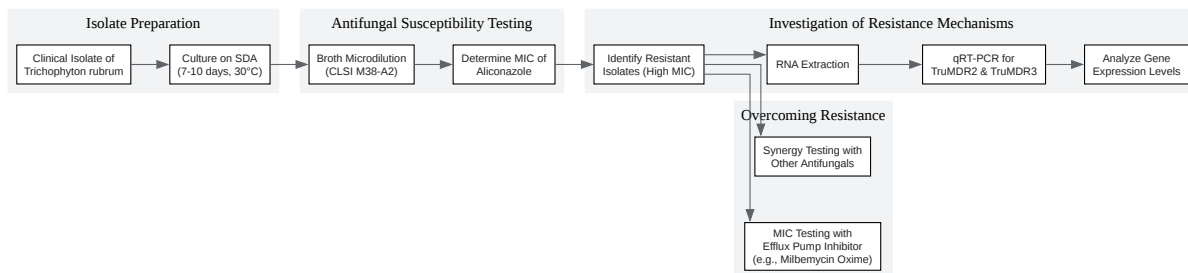 Isolate Preparation
Antifungal Susceptibility Testing
Investigation of Resistance Mechanisms
Clinical Isolate of
Trichophyton rubrum
Culture on SDA
(7-10 days, 30°C)
Broth Microdilution
(CLSI M38-A2)
Determine MIC of
Aliconazole
Identify Resistant
Isolates (High MIC)
RNA Extraction
qRT-PCR for
TruMDR2 & TruMDR3
Analyze Gene
Expression Levels
Overcoming Resistance
Synergy Testing with
Other Antifungals
MIC Testing with
Efflux Pump Inhibitor
(e.g., Milbemycin Oxime)